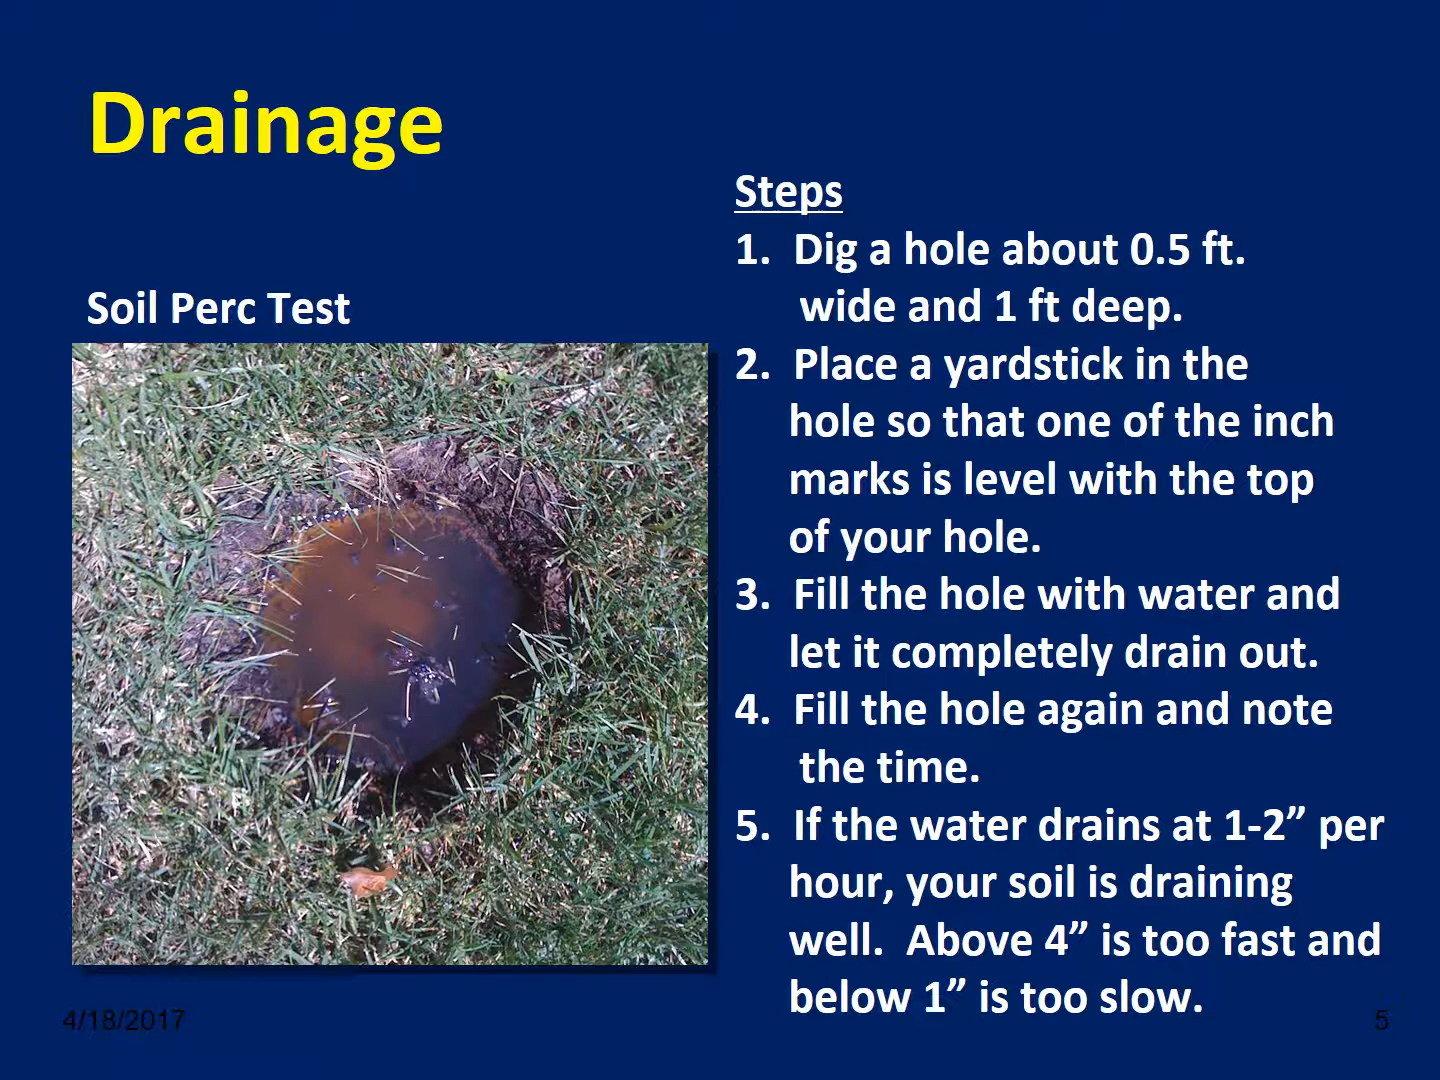 Drainage
Soil Perc Test
Steps
1. Dig a hole about 0.5 ft.
wide and 1 ft deep.
2. Place a yardstick in the
hole so that one of the inch
marks is level with the top
of your hole.
3. Fill the hole with water and
let it completely drain out.
4. Fill the hole again and note
the time.
5. If the water drains at 1-2” per
hour, your soil is draining
well. Above 4” is too fast and
below 1” is too slow.
4/18/2017
5